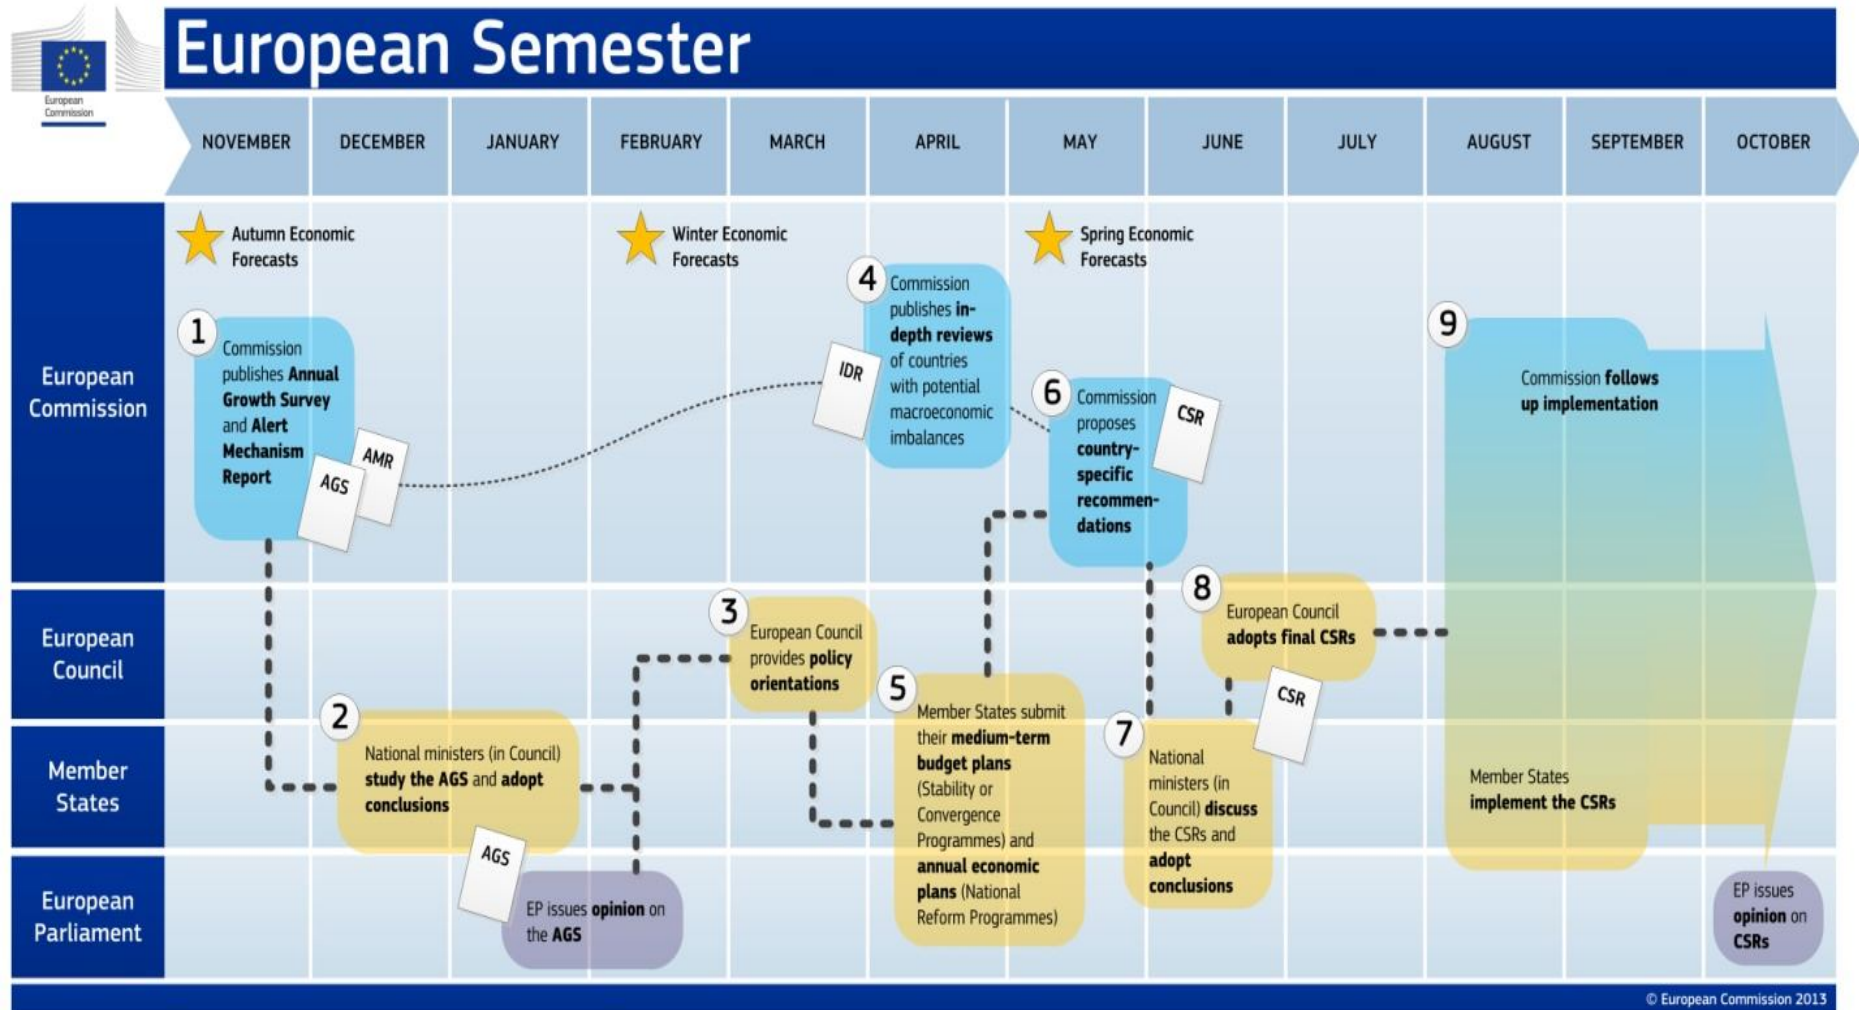 European Semester
European
Commission
NOVEMBER
DECEMBER
JANUARY
FEBRUARY
MARCH
APRIL
MAY
JUNE
JULY
AUGUST
SEPTEMBER
OCTOBER
European
Commission
Autumn Economic
Forecasts
Winter Economic
Forecasts
Spring Economic
Forecasts
1
Commission
publishes Annual
Growth Survey
and Alert
Mechanism
Report
AGS
AMR
IDR
4
Commission
publishes in-
depth reviews
of countries
with potential
macroeconomic
imbalances
6
Commission
proposes
country-
specific
recommen-
dations
CSR
9
Commission follows
up implementation
European
Council
3
European Council
provides policy
orientations
8
European Council
adopts final CSRs
CSR
Member
States
2
National ministers (in Council)
study the AGS and adopt
conclusions
AGS
5
Member States submit
their medium-term
budget plans
(Stability or
Convergence
Programmes) and
annual economic
plans (National
Reform Programmes)
7
National
ministers (in
Council) discuss
the CSRs and
adopt
conclusions
Member States
implement the CSRs
European
Parliament
EP issues opinion on
the AGS
EP issues
opinion on
CSRs
© European Commission 2013